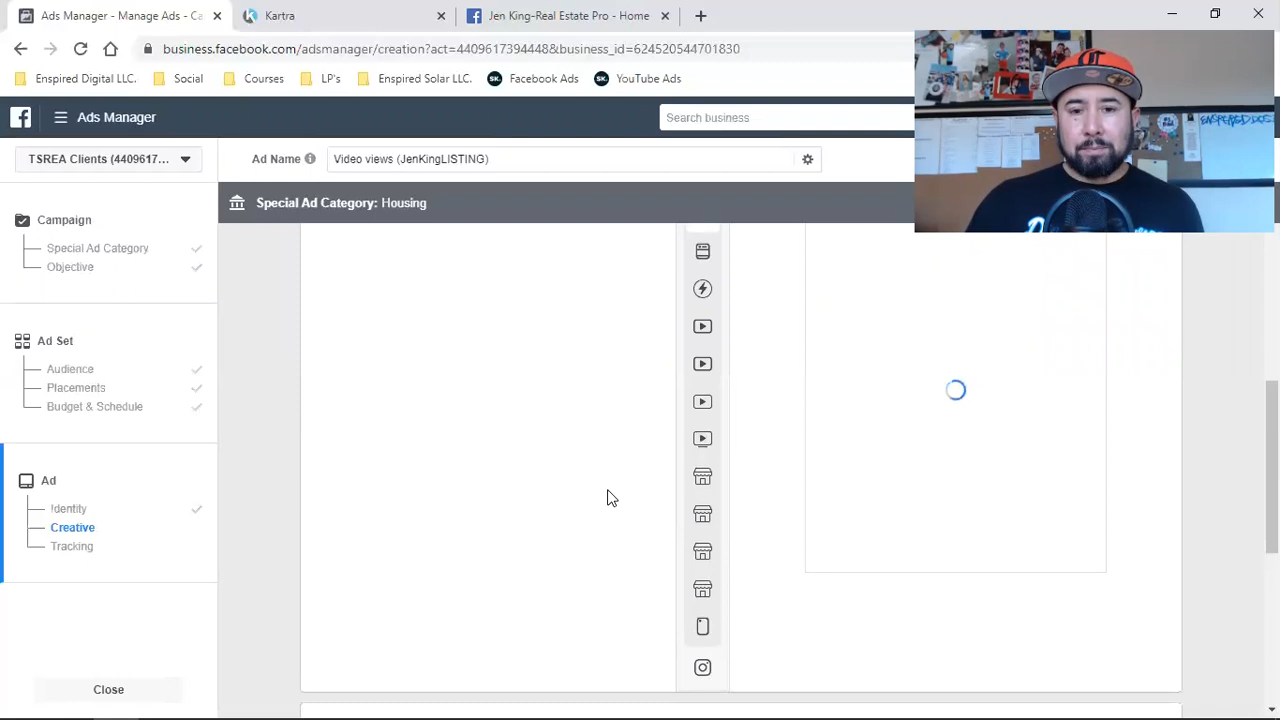 Ads Manager - Manage Ads - Ca
Kartra
Jen King-Real Estate Pro - Home
business.facebook.com/adsmanager/creation?act=4409617394448&business_id=624520544701830
Enspired Digital LLC.
Social
Courses
LP's
Enspired Solar LLC.
SK.
Facebook Ads
SK.
YouTube Ads
Ads Manager
Search business
TSREA Clients (4409617...
Ad Name
Video views (JenKingLISTING)
Special Ad Category: Housing
Campaign
Special Ad Category
Objective
Ad Set
Audience
Placements
Budget & Schedule
Ad
Identity
Creative
Tracking
Close